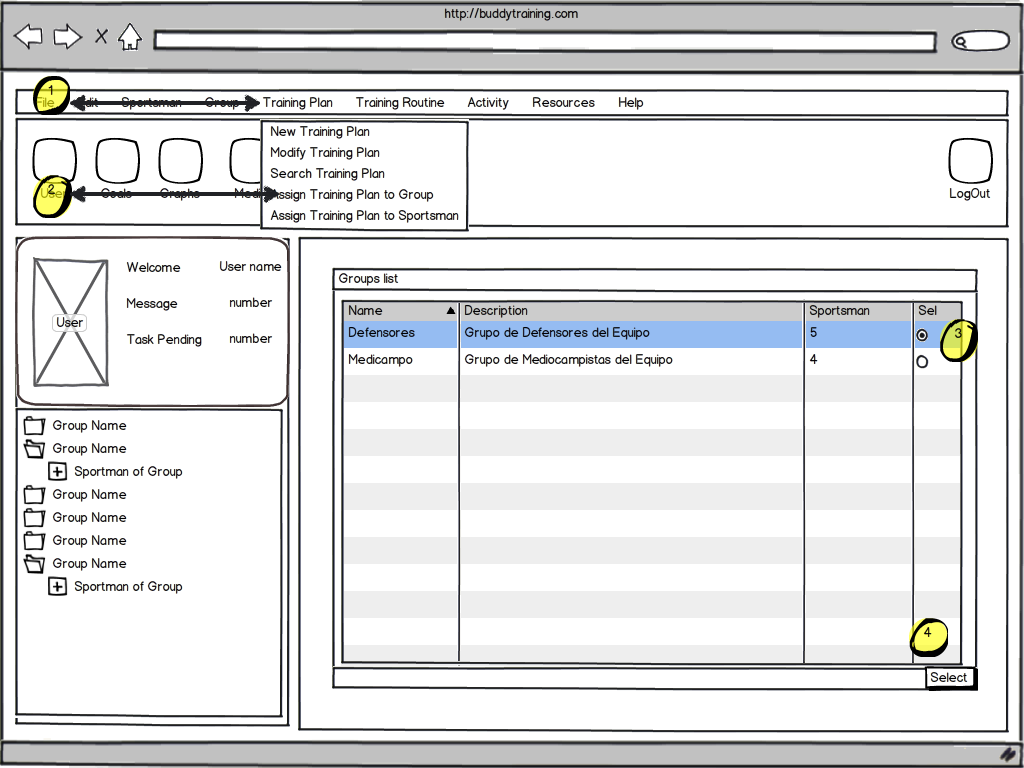 http://buddytraining.com
1
File Edit Sportsman Group Training Plan Training Routine Activity Resources Help
New Training Plan
Modify Training Plan
Search Training Plan
Assign Training Plan to Group
Assign Training Plan to Sportsman
2
User Goals Graphs
LogOut
Welcome User name
Message number
Task Pending number
User
Group Name
Group Name
Sportman of Group
Group Name
Group Name
Group Name
Group Name
Sportman of Group
Groups list
Name Description Sportsman Sel
Defensores Grupo de Defensores del Equipo 5
3
Medicampo Grupo de Mediocampistas del Equipo 4
4
Select